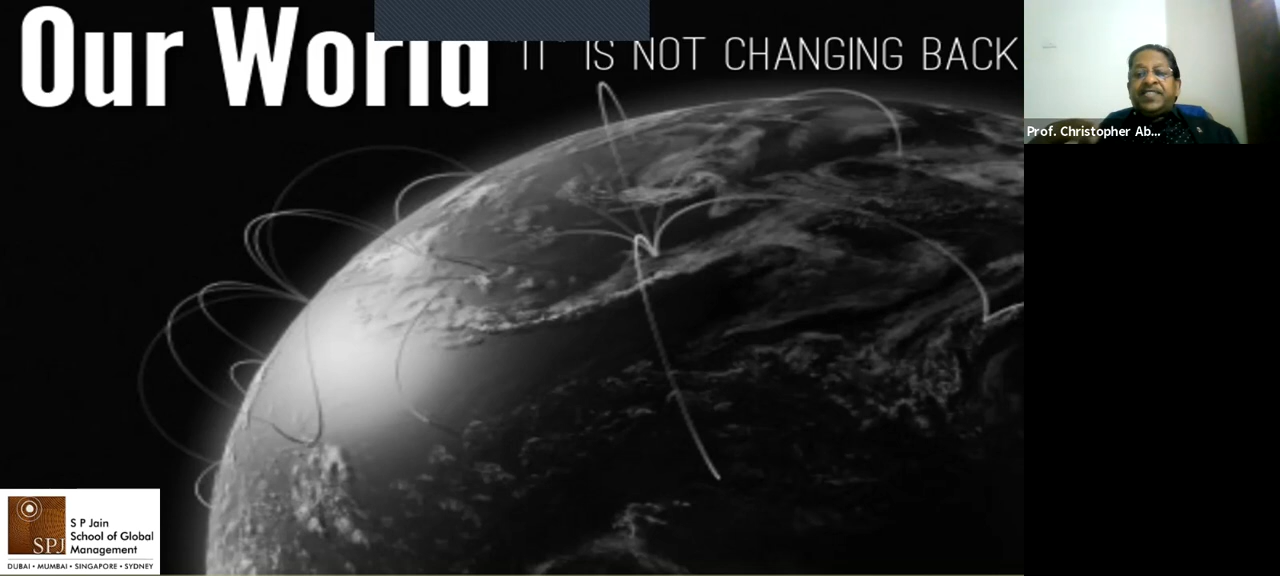 Our World
"IT" IS NOT CHANGING BACK
Prof. Christopher Ab...
S P Jain
School of Global
SPJ
Management
DUBAI • MUMBAI • SINGAPORE • SYDNEY